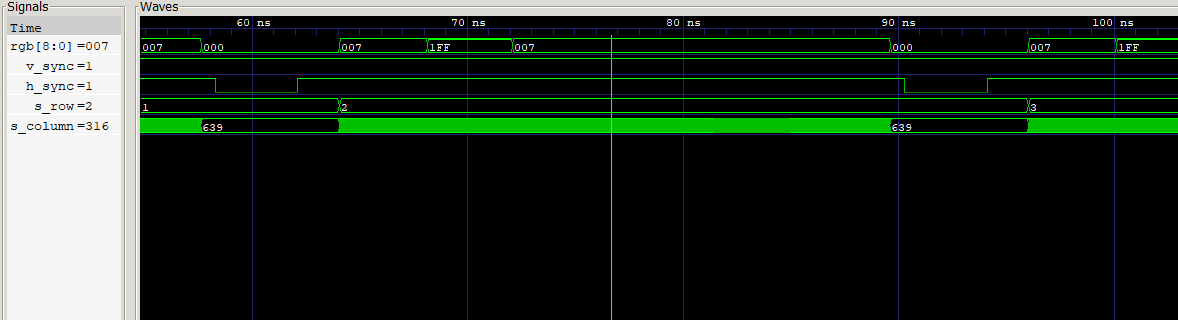 Signals
Waves
Time
60 ns 70 ns 80 ns 90 ns 100 ns
rgb[8:0] =007 007 000 007 1FF 007 000 007 1FF
v_sync =1
h_sync =1
s_row =2 1 2 3
s_column =316 639 639